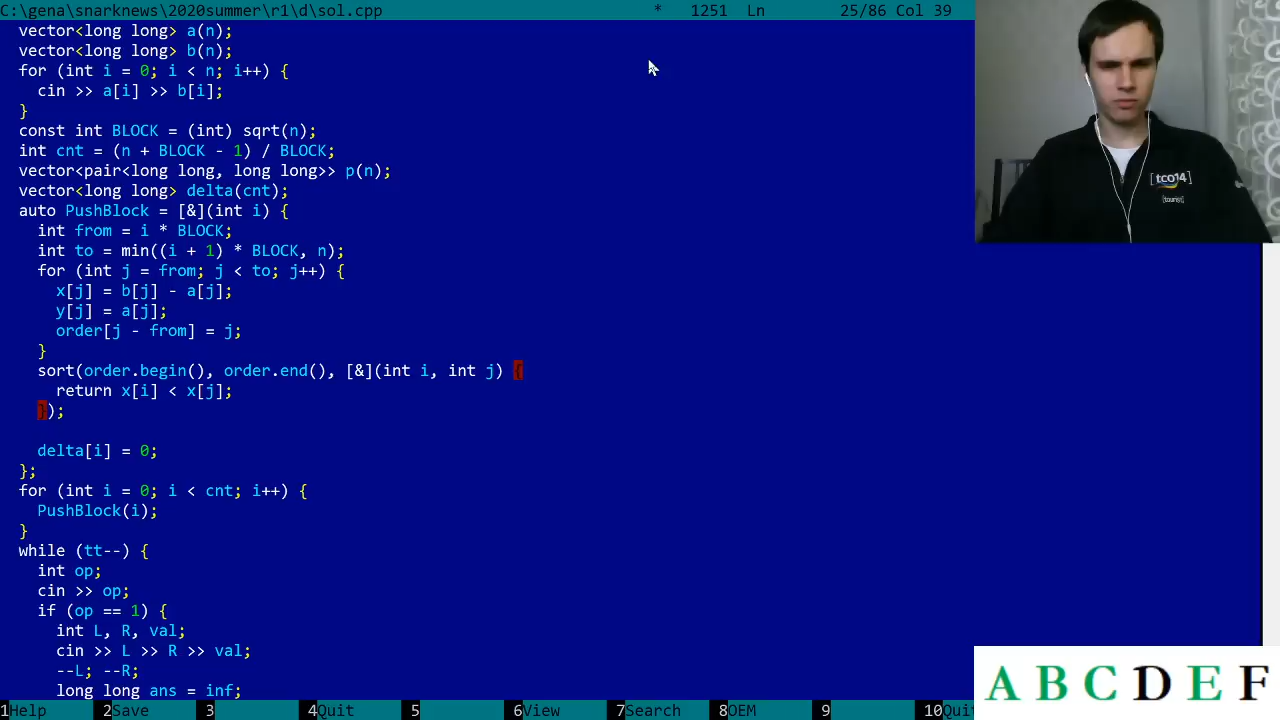 C:\gena\snarknews\2020summer\r1\d\sol.cpp * 1251 Ln 25/86 Col 39
vector<long long> a(n);
vector<long long> b(n);
for (int i = 0; i < n; i++) {
cin >> a[i] >> b[i];
}
const int BLOCK = (int) sqrt(n);
int cnt = (n + BLOCK - 1) / BLOCK;
vector<pair<long long, long long>> p(n);
vector<long long> delta(cnt);
auto PushBlock = [&](int i) {
int from = i * BLOCK;
int to = min((i + 1) * BLOCK, n);
for (int j = from; j < to; j++) {
x[j] = b[j] - a[j];
y[j] = a[j];
order[j - from] = j;
}
sort(order.begin(), order.end(), [&](int i, int j) {
return x[i] < x[j];
});
delta[i] = 0;
};
for (int i = 0; i < cnt; i++) {
PushBlock(i);
}
while (tt--) {
int op;
cin >> op;
if (op == 1) {
int L, R, val;
cin >> L >> R >> val;
--L; --R;
long long ans = inf;
1Help 2Save 3 4Quit 5 6View 7Search 8OEM 9 10Quit
[tco14]
A B C D E F